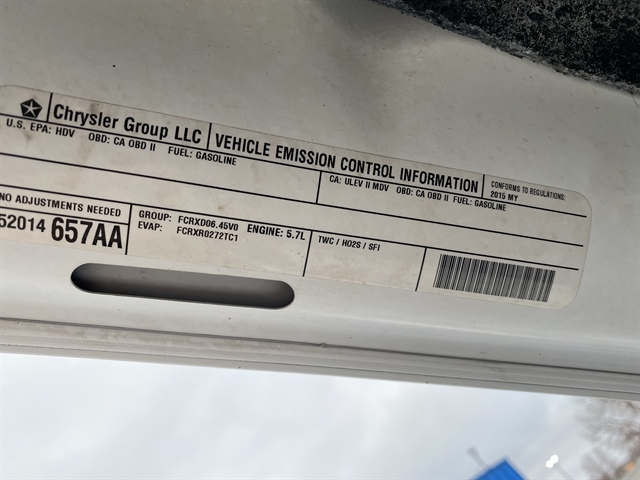 Chrysler Group LLC
VEHICLE EMISSION CONTROL INFORMATION
CONFORMS TO REGULATIONS:
2015 MY
U.S. EPA: HDV OBD: CA OBD II FUEL: GASOLINE
CA: ULEV II MDV OBD: CA OBD II FUEL: GASOLINE
NO ADJUSTMENTS NEEDED
52014 657AA
GROUP: FCRXD06.45V0 ENGINE: 5.7L
EVAP: FCRXR0272TC1
TWC / HO2S / SFI